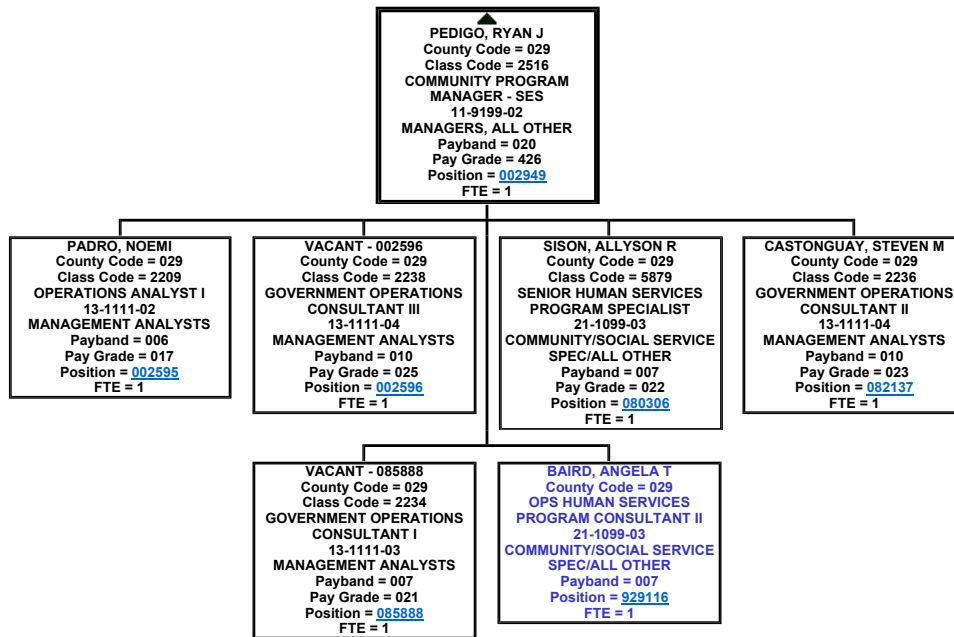 PEDIGO, RYAN J
County Code = 029
Class Code = 2516
COMMUNITY PROGRAM
MANAGER - SES
11-9199-02
MANAGERS, ALL OTHER
Payband = 020
Pay Grade = 426
Position = 002949
FTE = 1
PADRO, NOEMI
County Code = 029
Class Code = 2209
OPERATIONS ANALYST I
13-1111-02
MANAGEMENT ANALYSTS
Payband = 006
Pay Grade = 017
Position = 002595
FTE = 1
VACANT - 002596
County Code = 029
Class Code = 2238
GOVERNMENT OPERATIONS
CONSULTANT III
13-1111-04
MANAGEMENT ANALYSTS
Payband = 010
Pay Grade = 025
Position = 002596
FTE = 1
SISON, ALLYSON R
County Code = 029
Class Code = 5879
SENIOR HUMAN SERVICES
PROGRAM SPECIALIST
21-1099-03
COMMUNITY/SOCIAL SERVICE
SPEC/ALL OTHER
Payband = 007
Pay Grade = 022
Position = 080306
FTE = 1
CASTONGUAY, STEVEN M
County Code = 029
Class Code = 2236
GOVERNMENT OPERATIONS
CONSULTANT II
13-1111-04
MANAGEMENT ANALYSTS
Payband = 010
Pay Grade = 023
Position = 082137
FTE = 1
VACANT - 085888
County Code = 029
Class Code = 2234
GOVERNMENT OPERATIONS
CONSULTANT I
13-1111-03
MANAGEMENT ANALYSTS
Payband = 007
Pay Grade = 021
Position = 085888
FTE = 1
BAIRD, ANGELA T
County Code = 029
OPS HUMAN SERVICES
PROGRAM CONSULTANT II
21-1099-03
COMMUNITY/SOCIAL SERVICE
SPEC/ALL OTHER
Payband = 007
Position = 929116
FTE = 1